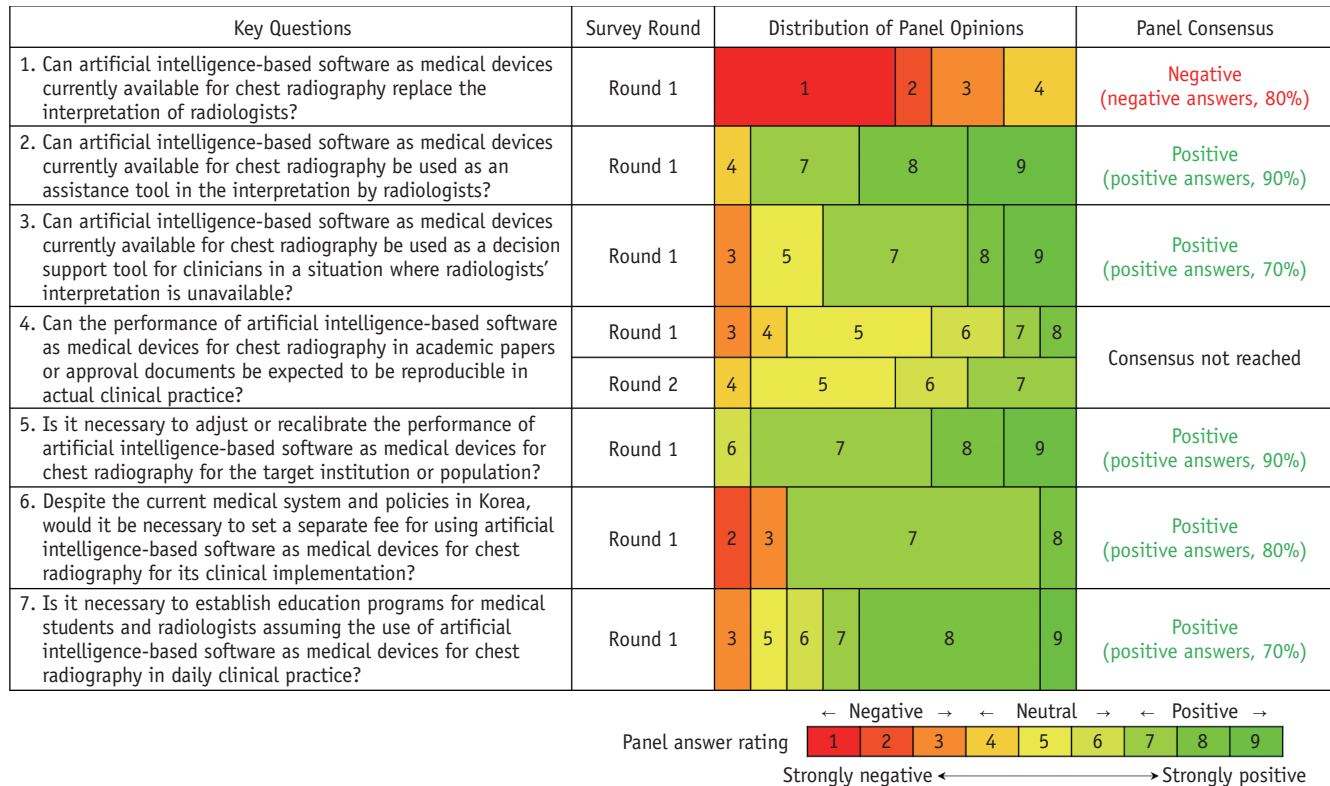 Key Questions
Survey Round
Distribution of Panel Opinions
Panel Consensus
1. Can artificial intelligence-based software as medical devices
currently available for chest radiography replace the
interpretation of radiologists?
Round 1
1 2 3 4
Negative
(negative answers, 80%)
2. Can artificial intelligence-based software as medical devices
currently available for chest radiography be used as an
assistance tool in the interpretation by radiologists?
Round 1
4 7 8 9
Positive
(positive answers, 90%)
3. Can artificial intelligence-based software as medical devices
currently available for chest radiography be used as a decision
support tool for clinicians in a situation where radiologists’
interpretation is unavailable?
Round 1
3 5 7 8 9
Positive
(positive answers, 70%)
4. Can the performance of artificial intelligence-based software
as medical devices for chest radiography in academic papers
or approval documents be expected to be reproducible in
actual clinical practice?
Round 1
3 4 5 6 7 8
Round 2
4 5 6 7
Consensus not reached
5. Is it necessary to adjust or recalibrate the performance of
artificial intelligence-based software as medical devices for
chest radiography for the target institution or population?
Round 1
6 7 8 9
Positive
(positive answers, 90%)
6. Despite the current medical system and policies in Korea,
would it be necessary to set a separate fee for using artificial
intelligence-based software as medical devices for chest
radiography for its clinical implementation?
Round 1
2 3 7 8
Positive
(positive answers, 80%)
7. Is it necessary to establish education programs for medical
students and radiologists assuming the use of artificial
intelligence-based software as medical devices for chest
radiography in daily clinical practice?
Round 1
3 5 6 7 8 9
Positive
(positive answers, 70%)
← Negative → ← Neutral → ← Positive →
Panel answer rating 1 2 3 4 5 6 7 8 9
Strongly negative ←→ Strongly positive